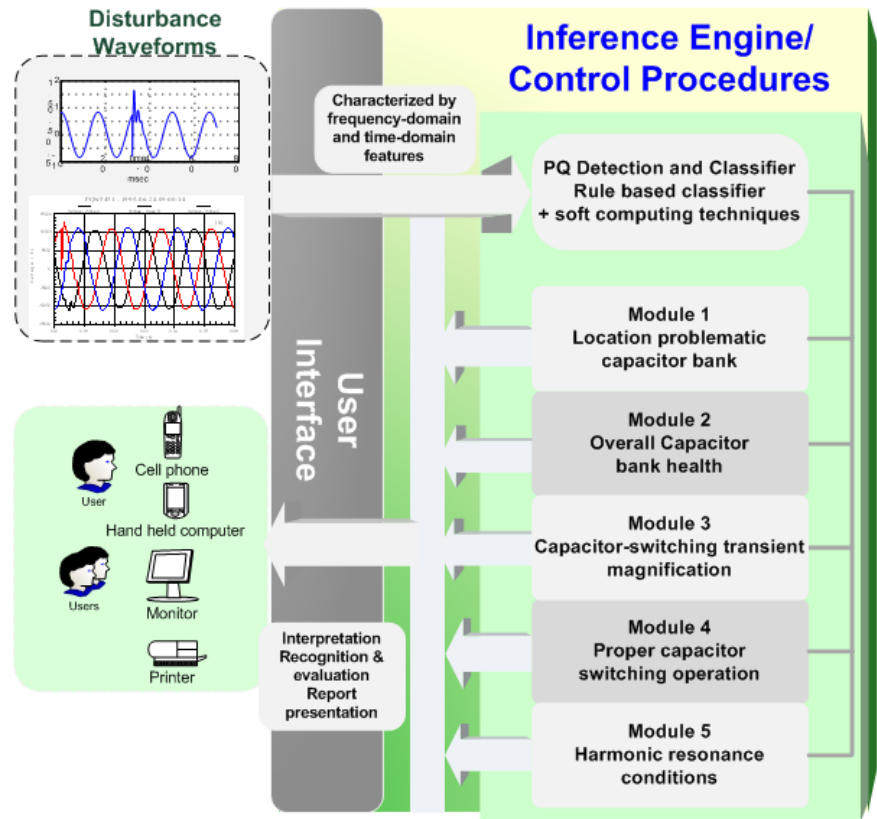 Disturbance
Waveforms
Inference Engine/
Control Procedures
Characterized by
frequency-domain
and time-domain
features
msec
PQ Detection and Classifier
Rule based classifier
+ soft computing techniques
User
Interface
Module 1
Location problematic
capacitor bank
Module 2
Overall Capacitor
bank health
Module 3
Capacitor-switching transient
magnification
Module 4
Proper capacitor
switching operation
Module 5
Harmonic resonance
conditions
Cell phone
User
Hand held computer
Users
Monitor
Printer
Interpretation
Recognition &
evaluation
Report
presentation